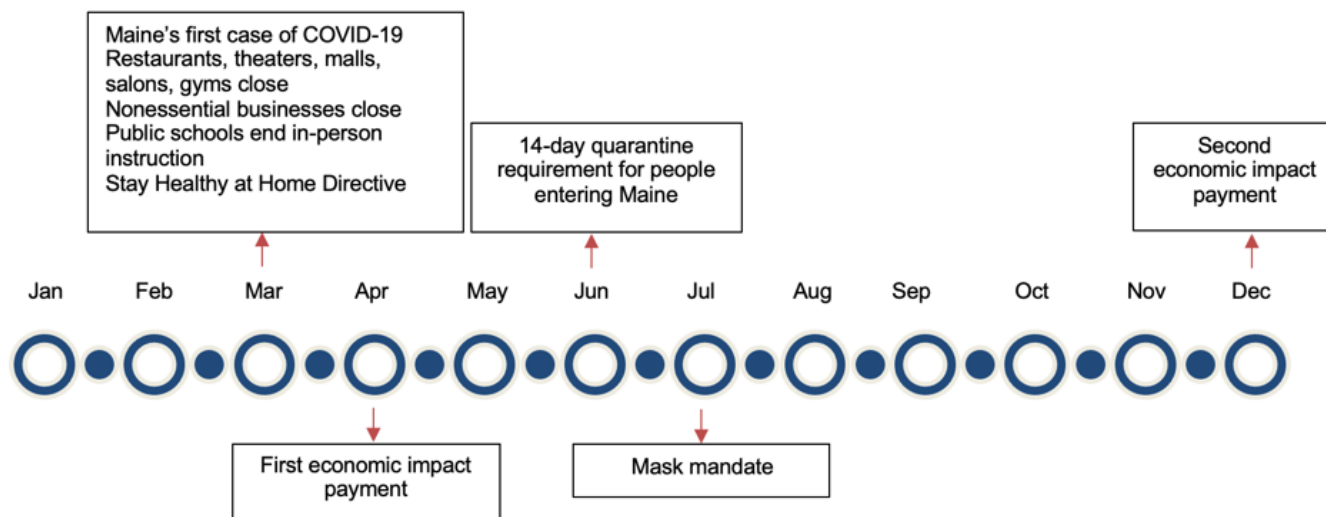 Maine’s first case of COVID-19
Restaurants, theaters, malls,
salons, gyms close
Nonessential businesses close
Public schools end in-person
instruction
Stay Healthy at Home Directive
14-day quarantine
requirement for people
entering Maine
Second
economic impact
payment
Jan Feb Mar Apr May Jun Jul Aug Sep Oct Nov Dec
First economic impact
payment
Mask mandate